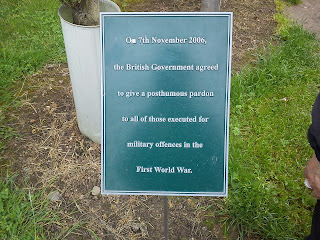 On 7th November 2006,
the British Government agreed
to give a posthumous pardon
to all of those executed for
military offences in the
First World War.